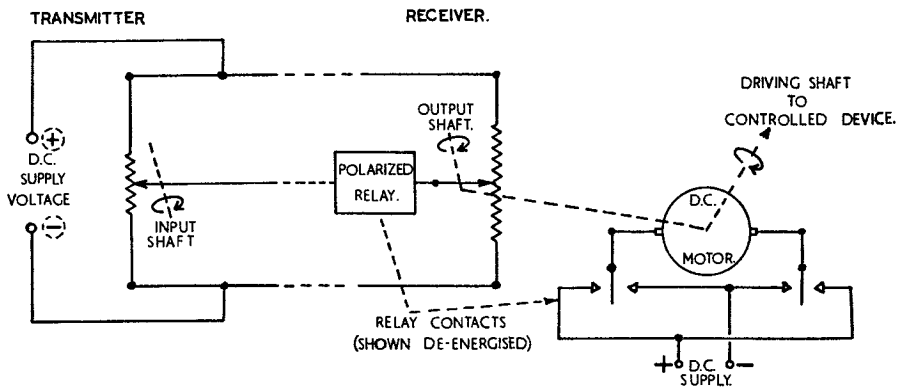 TRANSMITTER
RECEIVER.
+
D.C.
SUPPLY
VOLTAGE
−
INPUT
SHAFT
POLARIZED
RELAY.
OUTPUT
SHAFT.
DRIVING SHAFT
TO
CONTROLLED DEVICE.
D.C.
MOTOR.
RELAY CONTACTS
(SHOWN DE-ENERGISED)
+ D.C. −
SUPPLY.